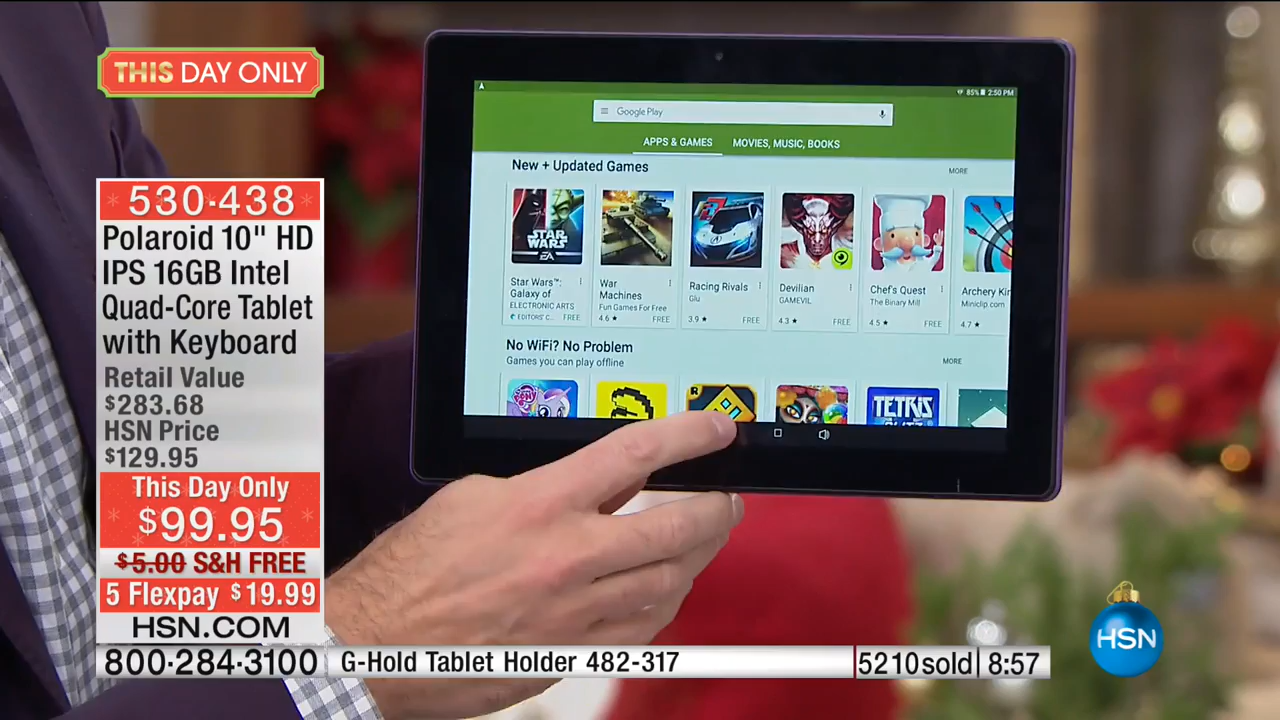 THIS DAY ONLY
530-438
Polaroid 10" HD
IPS 16GB Intel
Quad-Core Tablet
with Keyboard
Retail Value
$283.68
HSN Price
$129.95
This Day Only
$99.95
$5.00 S&H FREE
5 Flexpay $19.99
HSN.COM
800-284-3100
G-Hold Tablet Holder 482-317
5210 sold
8:57
HSN
85% 2:50 PM
Google Play
APPS & GAMES
MOVIES, MUSIC, BOOKS
New + Updated Games
MORE
STAR WARS
EA
Star Wars™: Galaxy of
ELECTRONIC ARTS
EDITORS' C... FREE
War Machines
Fun Games For Free
4.6★ FREE
Racing Rivals
Glu
3.9★ FREE
Devilian
GAMEVIL
4.3★ FREE
Chef's Quest
The Binary Mill
4.5★ FREE
Archery Kin
Miniclip.com
4.7★
No WiFi? No Problem
Games you can play offline
MORE
R
TETRIS